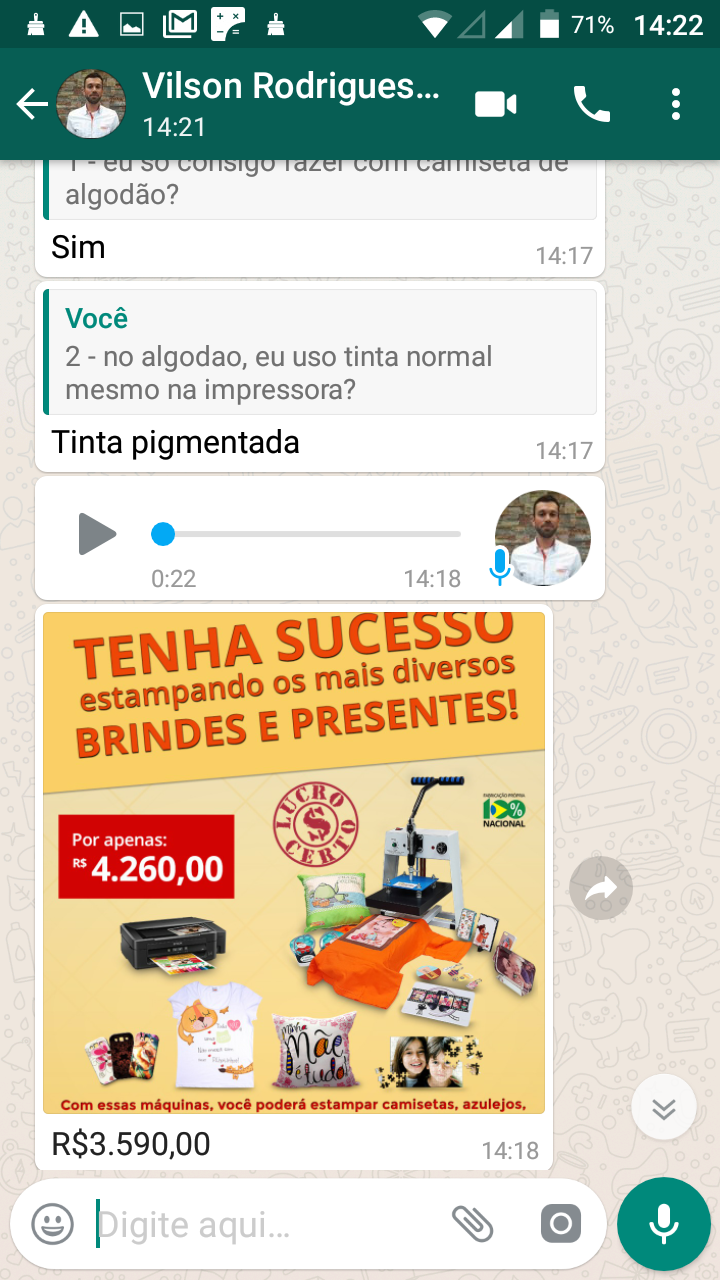 71% 14:22
Vilson Rodrigues...
14:21
1 - eu so consigo fazer com camiseta de
algodão?
Sim
14:17
Você
2 - no algodao, eu uso tinta normal
mesmo na impressora?
Tinta pigmentada
14:17
0:22
14:18
TENHA SUCESSO
estampando os mais diversos
BRINDES E PRESENTES!
LUCRO
CERTO
FABRICAÇÃO PRÓPRIA
100%
NACIONAL
Por apenas:
R$ 4.260,00
minha
Mãe
é tudo!
Com essas máquinas, você poderá estampar camisetas, azulejos,
R$3.590,00
14:18
Digite aqui...